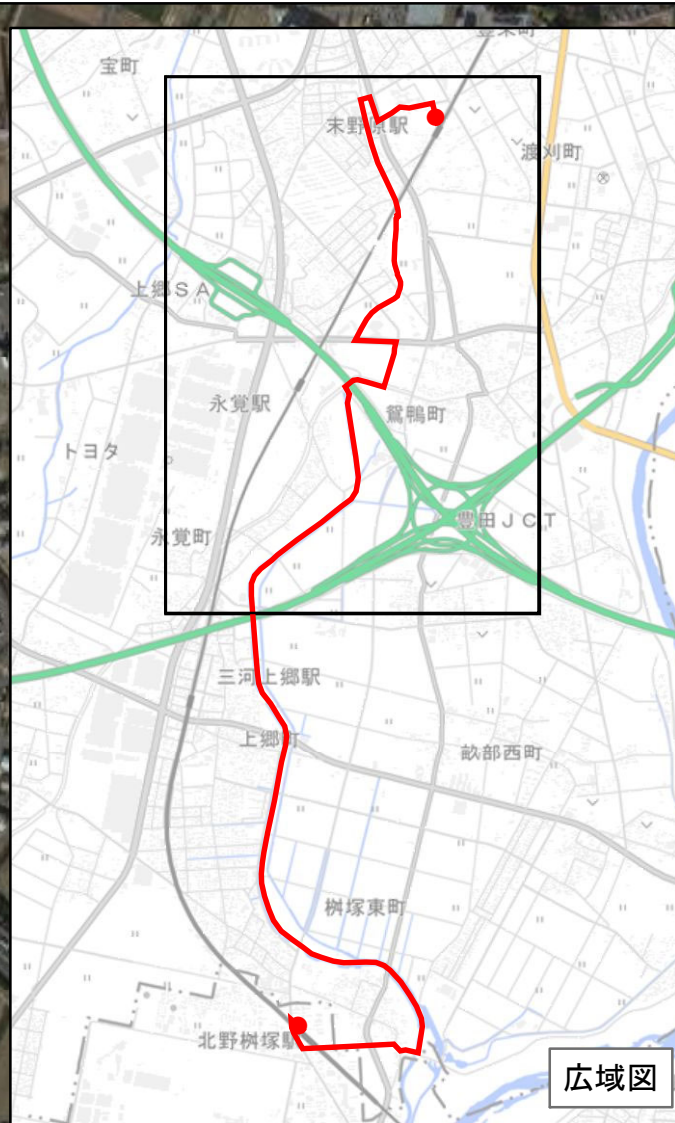 宝町
末野原駅
渡刈町
上郷SA
永覚駅
鴛鴨町
トヨタ
豊田JCT
永覚町
三河上郷駅
上郷町
畝部西町
桝塚東町
北野桝塚駅
広域図